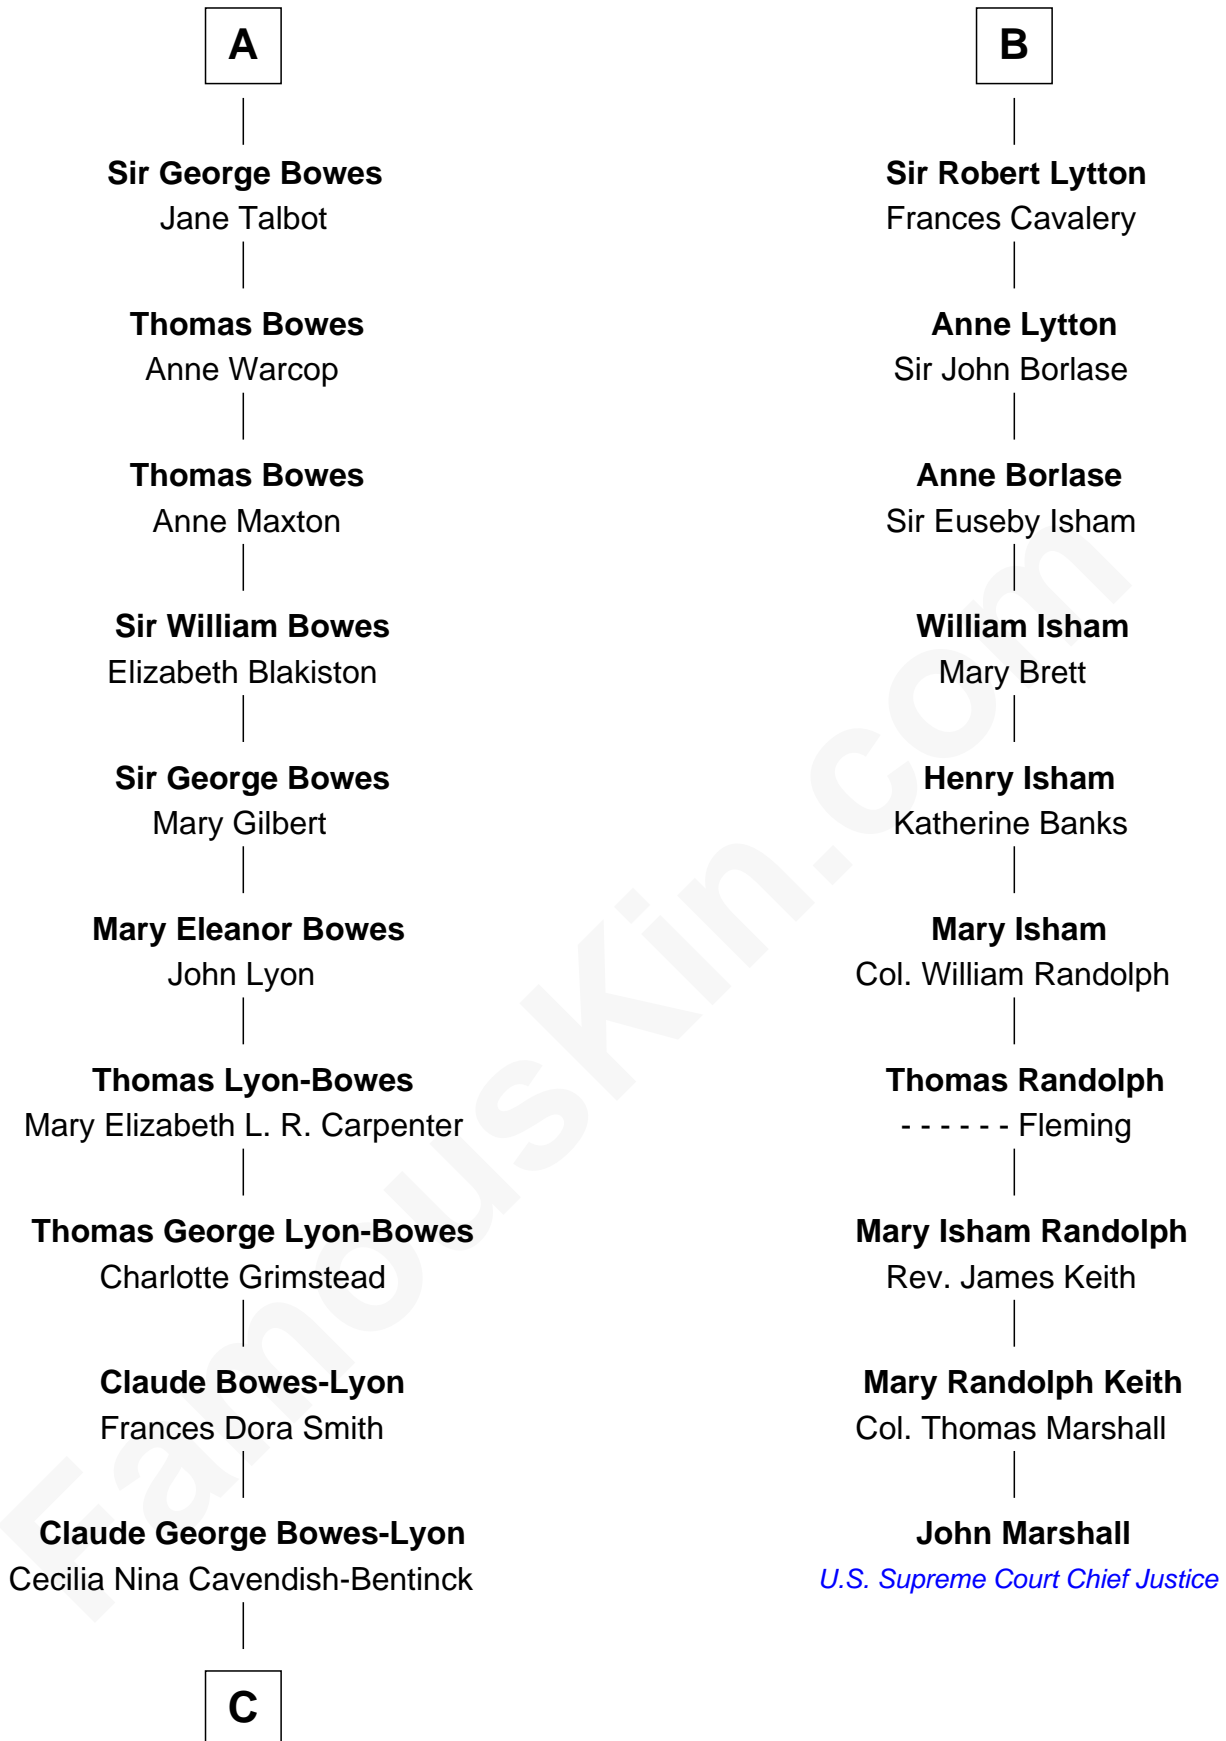 A
Sir George Bowes
Jane Talbot
Thomas Bowes
Anne Warcop
Thomas Bowes
Anne Maxton
Sir William Bowes
Elizabeth Blakiston
Sir George Bowes
Mary Gilbert
Mary Eleanor Bowes
John Lyon
Thomas Lyon-Bowes
Mary Elizabeth L. R. Carpenter
Thomas George Lyon-Bowes
Charlotte Grimstead
Claude Bowes-Lyon
Frances Dora Smith
Claude George Bowes-Lyon
Cecilia Nina Cavendish-Bentinck
C
B
Sir Robert Lytton
Frances Cavalery
Anne Lytton
Sir John Borlase
Anne Borlase
Sir Euseby Isham
William Isham
Mary Brett
Henry Isham
Katherine Banks
Mary Isham
Col. William Randolph
Thomas Randolph
- - - - - - Fleming
Mary Isham Randolph
Rev. James Keith
Mary Randolph Keith
Col. Thomas Marshall
John Marshall
U.S. Supreme Court Chief Justice
FamousKin.com